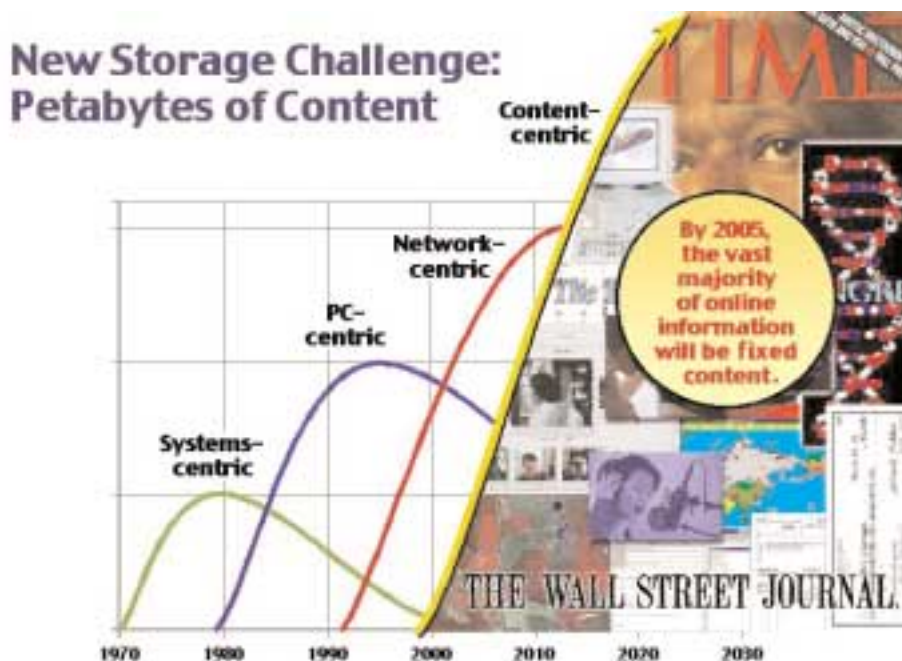 New Storage Challenge:
Petabytes of Content
TIME
Content-
centric
Network-
centric
PC-
centric
Systems-
centric
By 2005,
the vast
majority
of online
information
will be fixed
content.
THE WALL STREET JOURNAL.
1970 1980 1990 2000 2010 2020 2030